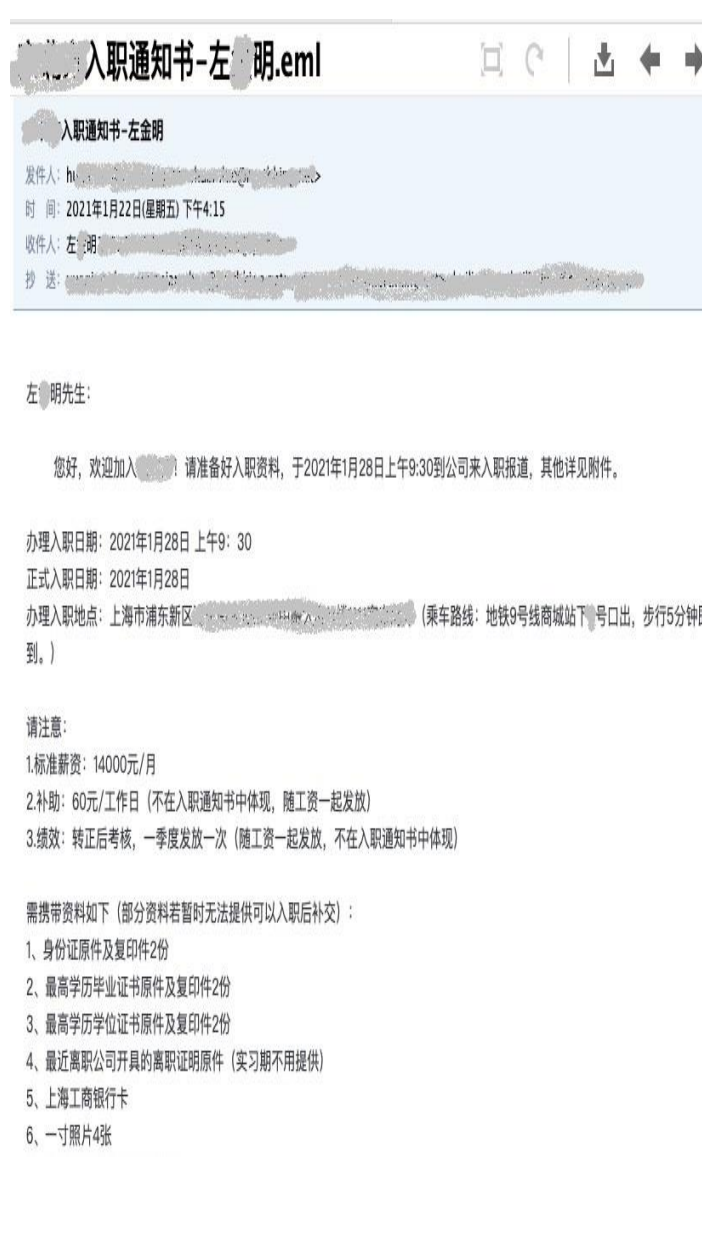 入职通知书-左 明.eml
入职通知书-左金明
发件人: hu
时 间: 2021年1月22日(星期五) 下午4:15
收件人: 左 明
抄 送:
左 明先生:
您好, 欢迎加入 ! 请准备好入职资料, 于2021年1月28日上午9:30到公司来入职报道, 其他详见附件。
办理入职日期: 2021年1月28日 上午9: 30
正式入职日期: 2021年1月28日
办理入职地点: 上海市浦东新区 (乘车路线: 地铁9号线商城站下 号口出, 步行5分钟
到。)
请注意:
1.标准薪资: 14000元/月
2.补助: 60元/工作日 (不在入职通知书中体现, 随工资一起发放)
3.绩效: 转正后考核, 一季度发放一次 (随工资一起发放, 不在入职通知书中体现)
需携带资料如下 (部分资料若暂时无法提供可以入职后补交) :
1、身份证原件及复印件2份
2、最高学历毕业证书原件及复印件2份
3、最高学历学位证书原件及复印件2份
4、最近离职公司开具的离职证明原件 (实习期不用提供)
5、上海工商银行卡
6、一寸照片4张